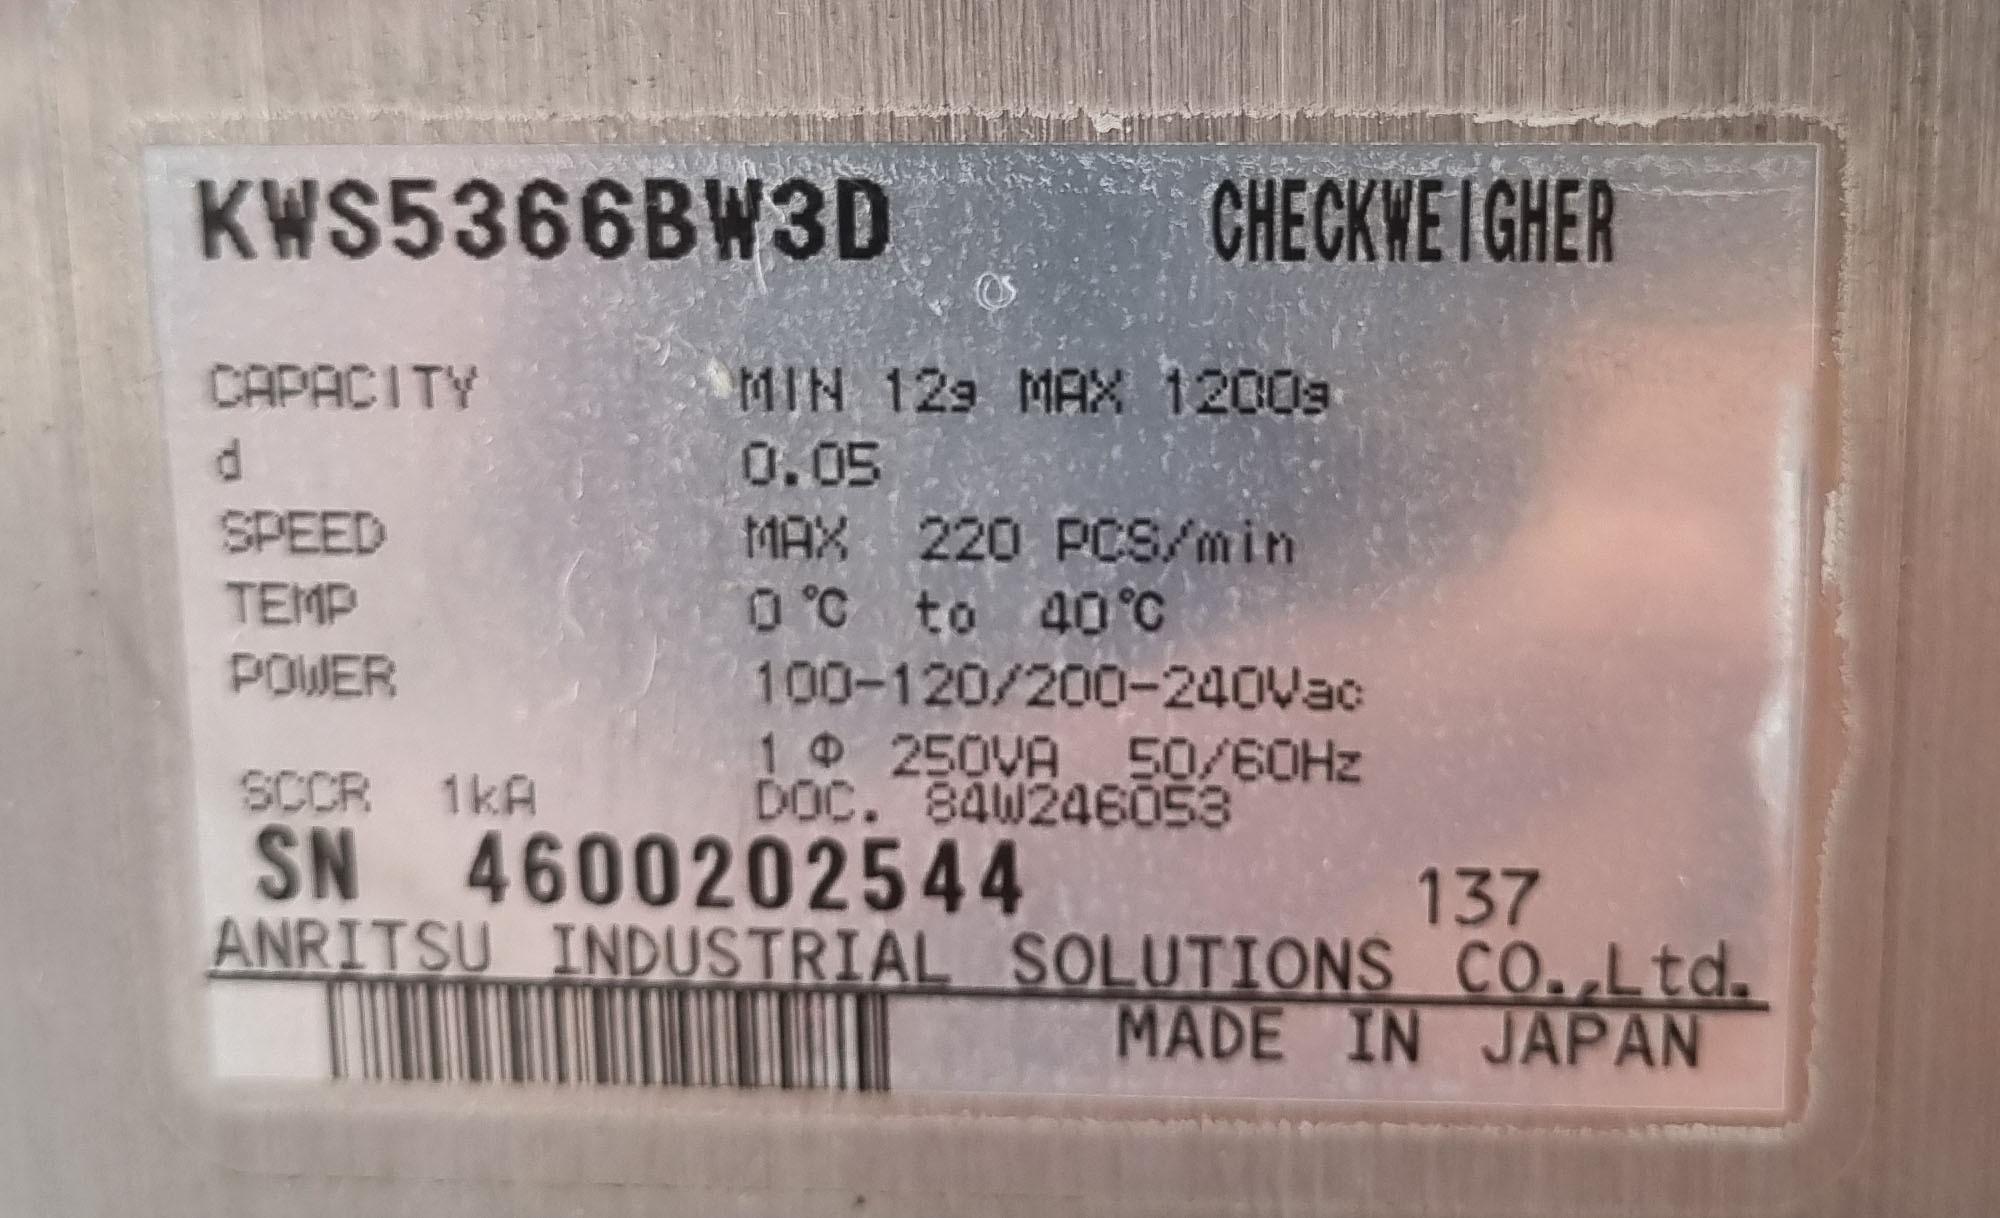 KWS5366BW3D CHECKWEIGHER
CAPACITY MIN 12g MAX 1200g
d 0.05
SPEED MAX 220 PCS/min
TEMP 0℃ to 40℃
POWER 100-120/200-240Vac
1 Φ 250VA 50/60Hz
SCCR 1kA DOC. 84W246053
SN 4600202544 137
ANRITSU INDUSTRIAL SOLUTIONS CO.,Ltd.
MADE IN JAPAN